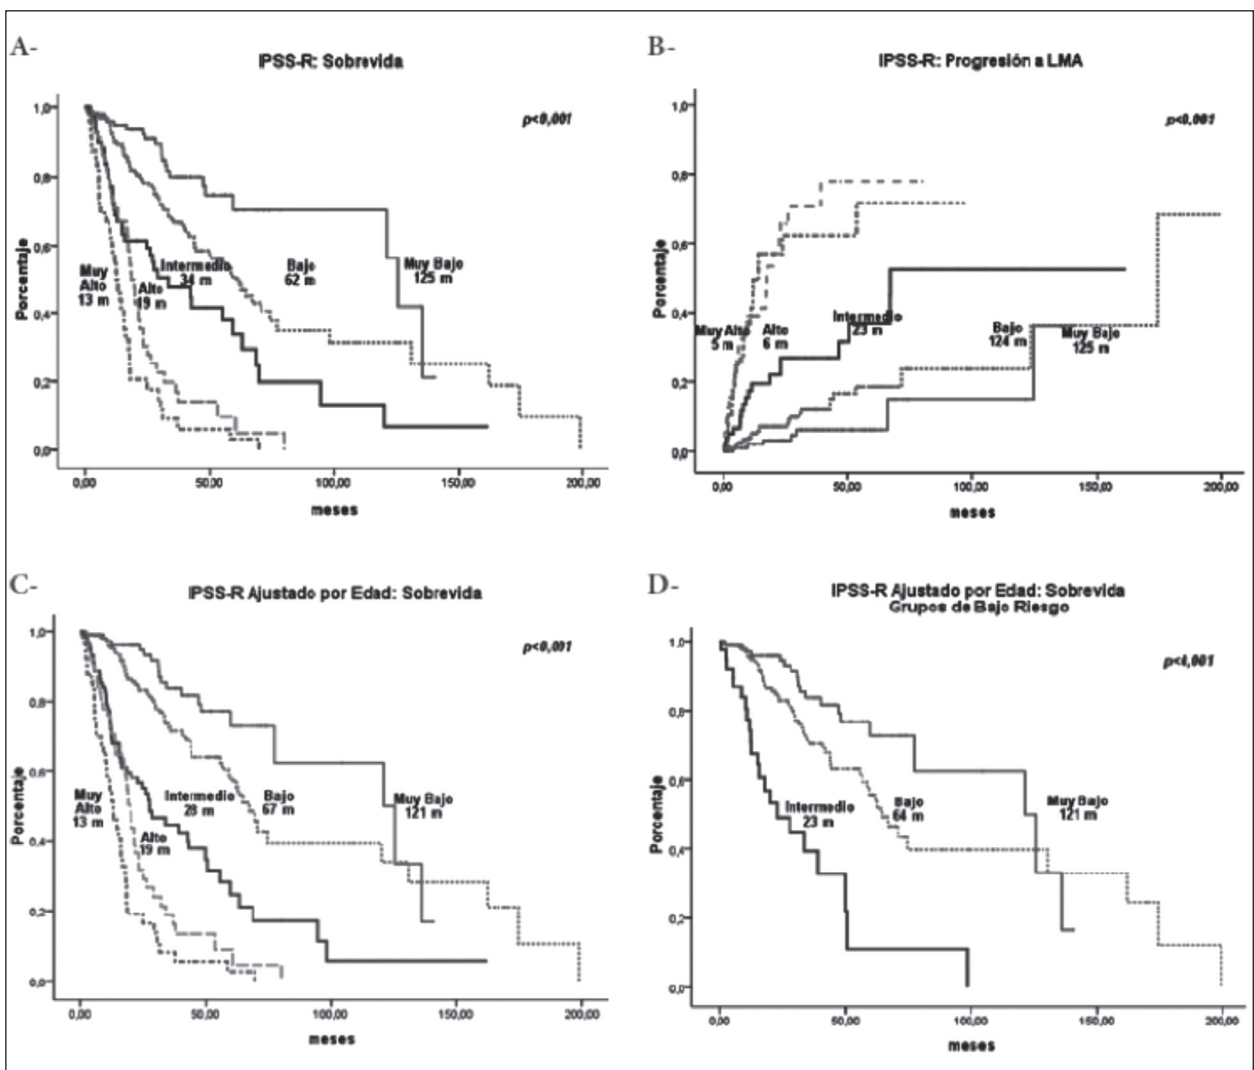 A-
IPSS-R: Sobrevida
p<0,001
Porcentaje
1,0
0,8
0,6
0,4
0,2
0,0
Muy
Alto
13 m
Alto
19 m
Intermedio
34 m
Bajo
62 m
Muy Bajo
125 m
0,00 50,00 100,00 150,00 200,00
meses
B-
IPSS-R: Progresión a LMA
p<0,001
Porcentaje
1,0
0,8
0,6
0,4
0,2
0,0
Muy Alto
5 m
Alto
6 m
Intermedio
23 m
Bajo
124 m
Muy Bajo
125 m
0,00 50,00 100,00 150,00 200,00
meses
C-
IPSS-R Ajustado por Edad: Sobrevida
p<0,001
Porcentaje
1,0
0,8
0,6
0,4
0,2
0,0
Muy
Alto
13 m
Alto
19 m
Intermedio
28 m
Bajo
67 m
Muy Bajo
121 m
0,00 50,00 100,00 150,00 200,00
meses
D-
IPSS-R Ajustado por Edad: Sobrevida
Grupos de Bajo Riesgo
p<0,001
Porcentaje
1,0
0,8
0,6
0,4
0,2
0,0
Intermedio
23 m
Bajo
64 m
Muy Bajo
121 m
0,00 50,00 100,00 150,00 200,00
meses